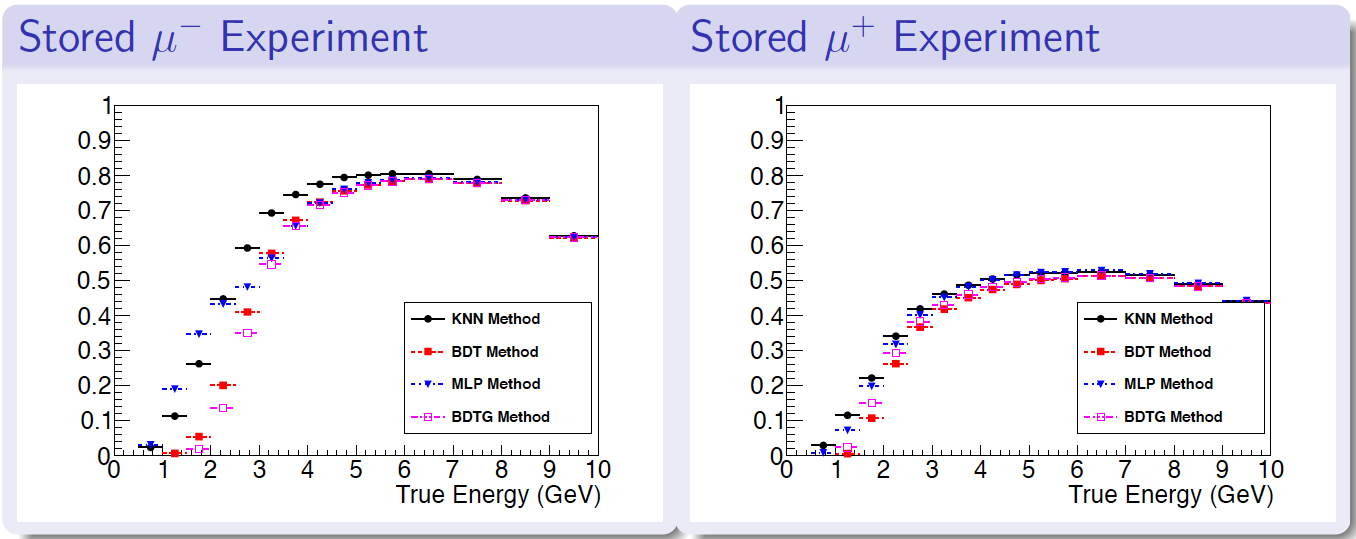 Stored μ⁻ Experiment
1
0.9
0.8
0.7
0.6
0.5
0.4
0.3
0.2
0.1
0
0 1 2 3 4 5 6 7 8 9 10
True Energy (GeV)
KNN Method
BDT Method
MLP Method
BDTG Method
Stored μ⁺ Experiment
1
0.9
0.8
0.7
0.6
0.5
0.4
0.3
0.2
0.1
0
0 1 2 3 4 5 6 7 8 9 10
True Energy (GeV)
KNN Method
BDT Method
MLP Method
BDTG Method